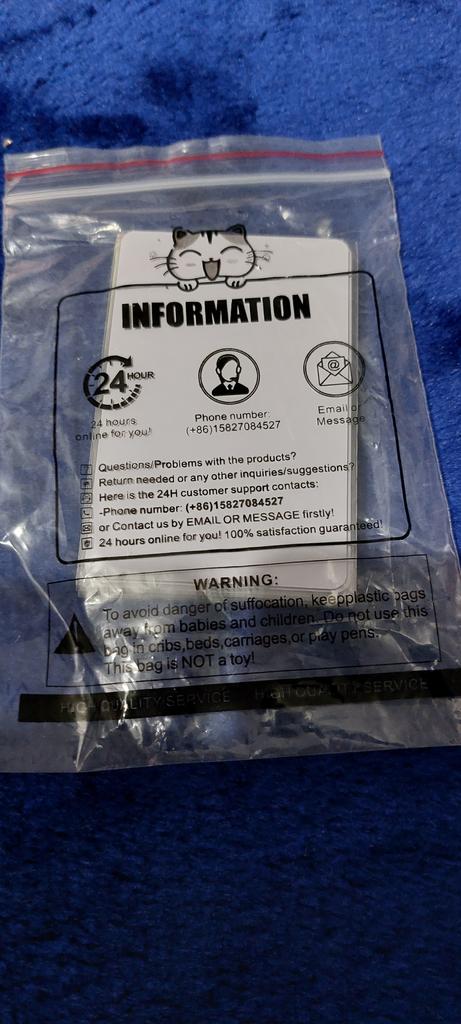 INFORMATION
24 HOUR
24 hours
online for you!
Phone number:
(+86)15827084527
@
Email or
Message
Questions/Problems with the products?
Return needed or any other inquiries/suggestions?
Here is the 24H customer support contacts:
-Phone number: (+86)15827084527
or Contact us by EMAIL OR MESSAGE firstly!
24 hours online for you! 100% satisfaction guaranteed!
WARNING:
To avoid danger of suffocation, keepplastic bags
away from babies and children. Do not use this
bag in cribs,beds,carriages,or play pens.
This bag is NOT a toy!
HIGH QUALITY SERVICE HIGH QUALITY SERVICE